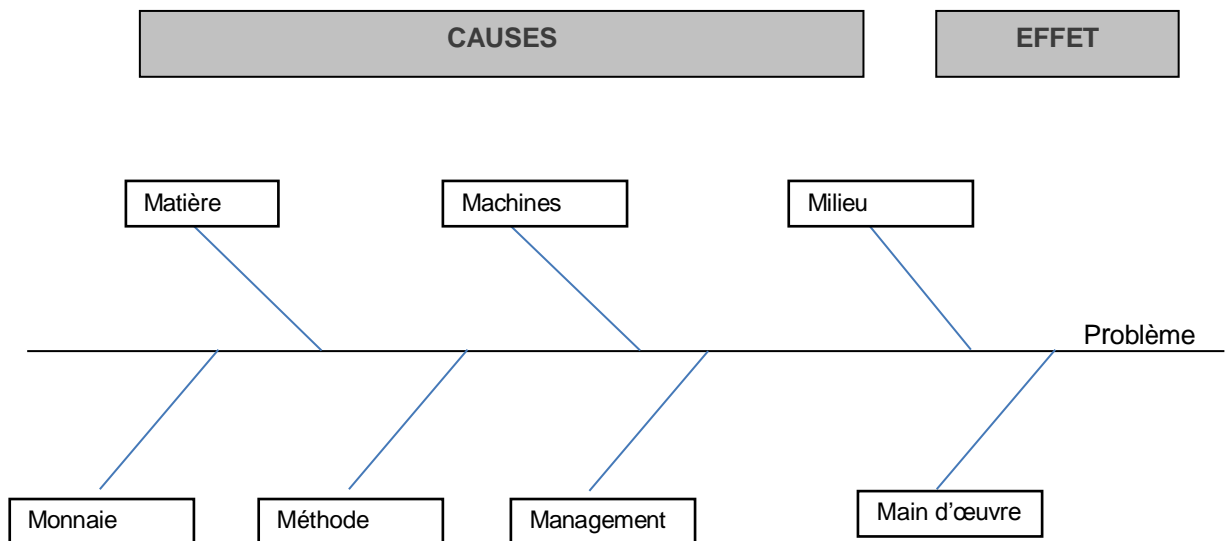 CAUSES
EFFET
Matière
Machines
Milieu
Problème
Monnaie
Méthode
Management
Main d'œuvre